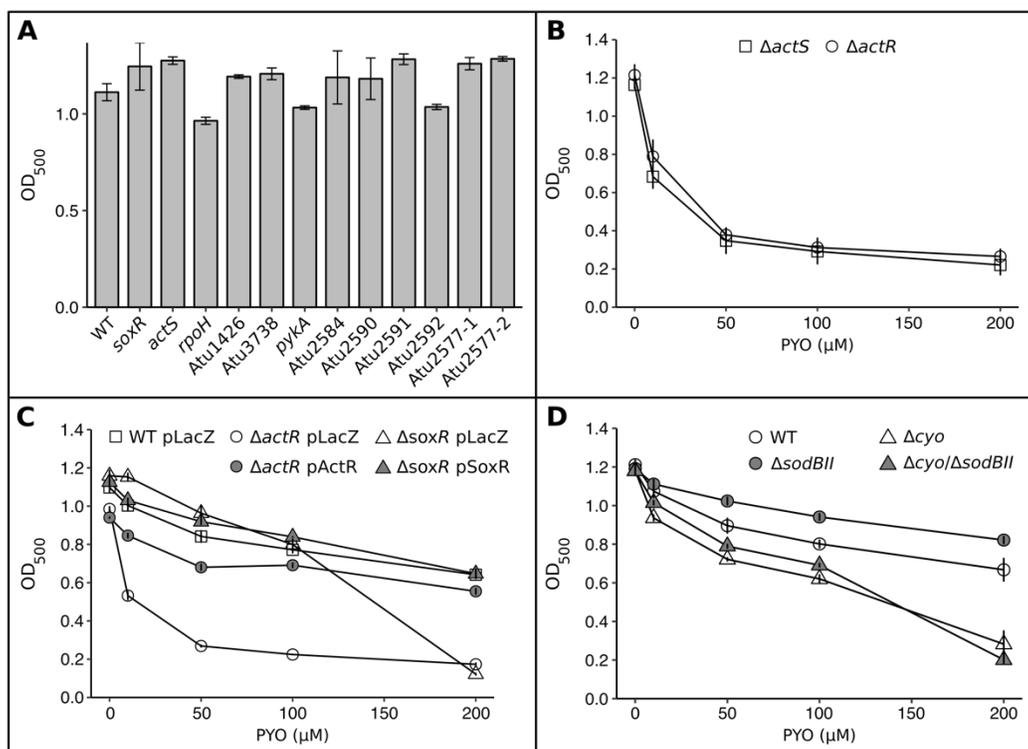 A
OD500
1.0
0.5
0.0
WT
soxR
actS
rpoH
Atu1426
Atu3738
pykA
Atu2584
Atu2590
Atu2591
Atu2592
Atu2577-1
Atu2577-2
B
ΔactS ΔactR
OD500
1.4
1.2
1.0
0.8
0.6
0.4
0.2
0.0
0 50 100 150 200
PYO (µM)
C
WT pLacZ ΔactR pLacZ ΔsoxR pLacZ
ΔactR pActR ΔsoxR pSoxR
OD500
1.4
1.2
1.0
0.8
0.6
0.4
0.2
0.0
0 50 100 150 200
PYO (µM)
D
WT Δcyo
ΔsodBII Δcyo/ΔsodBII
OD500
1.4
1.2
1.0
0.8
0.6
0.4
0.2
0.0
0 50 100 150 200
PYO (µM)